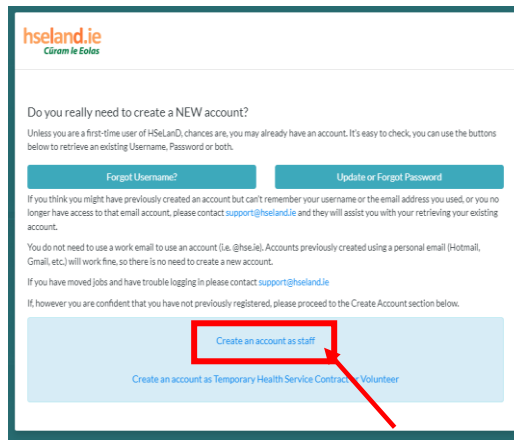 hseland.ie
Cúram le Eolas
Do you really need to create a NEW account?
Unless you are a first-time user of HSeLanD, chances are, you may already have an account. It's easy to check, you can use the buttons
below to retrieve an existing Username, Password or both.
Forgot Username?
Update or Forgot Password
If you think you might have previously created an account but can't remember your username or the email address you used, or you no
longer have access to that email account, please contact support@hseland.ie and they will assist you with your retrieving your existing
account.
You do not need to use a work email to use an account (i.e. @hse.ie). Accounts previously created using a personal email (Hotmail,
Gmail, etc.) will work fine, so there is no need to create a new account.
If you have moved jobs and have trouble logging in please contact support@hseland.ie
If, however you are confident that you have not previously registered, please proceed to the Create Account section below.
Create an account as staff
Create an account as Temporary Health Service Contractor or Volunteer